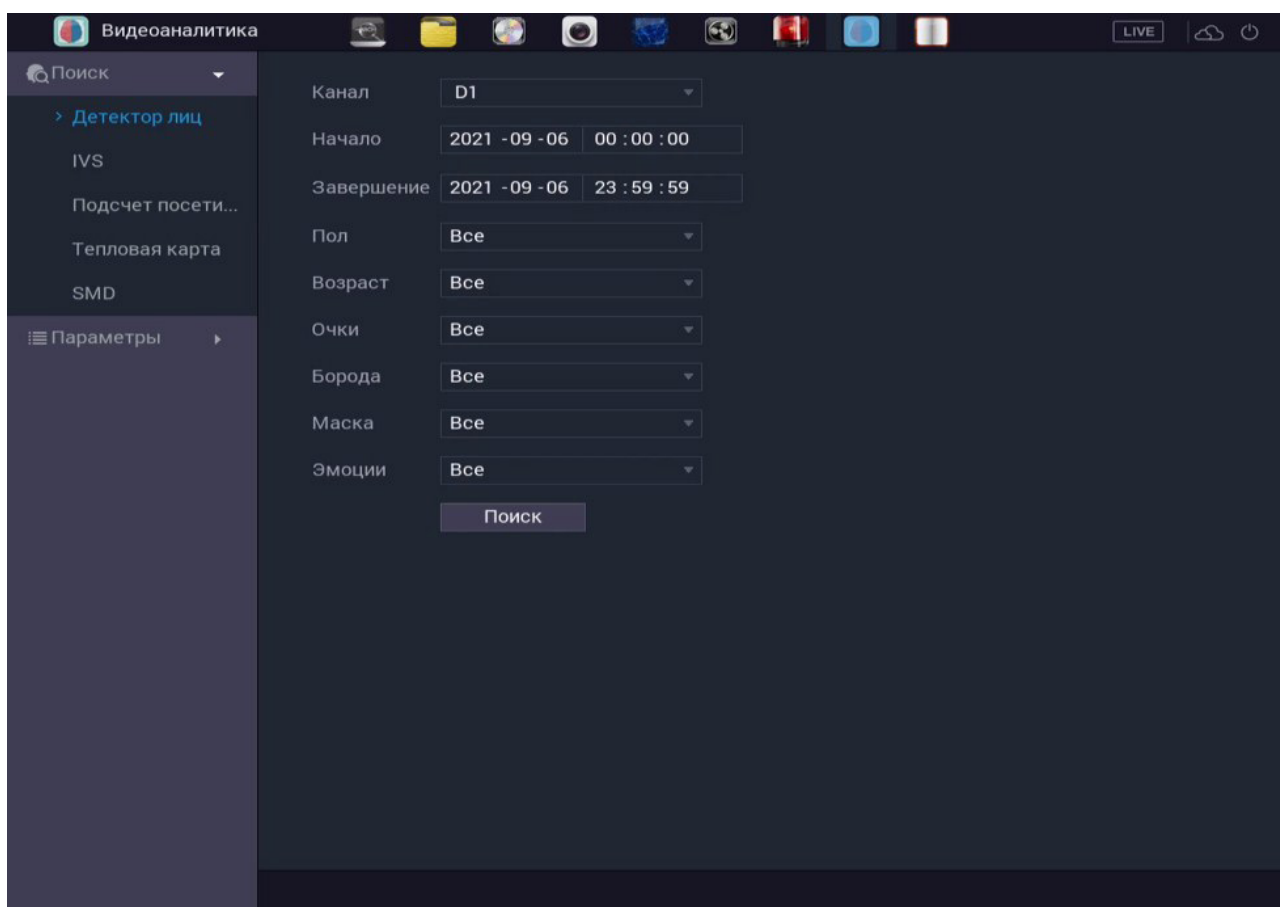 Видеоаналитика
LIVE
Поиск
Детектор лиц
IVS
Подсчет посети...
Тепловая карта
SMD
Параметры
Канал D1
Начало 2021 -09 -06 00 :00 :00
Завершение 2021 -09 -06 23 :59 :59
Пол Все
Возраст Все
Очки Все
Борода Все
Маска Все
Эмоции Все
Поиск